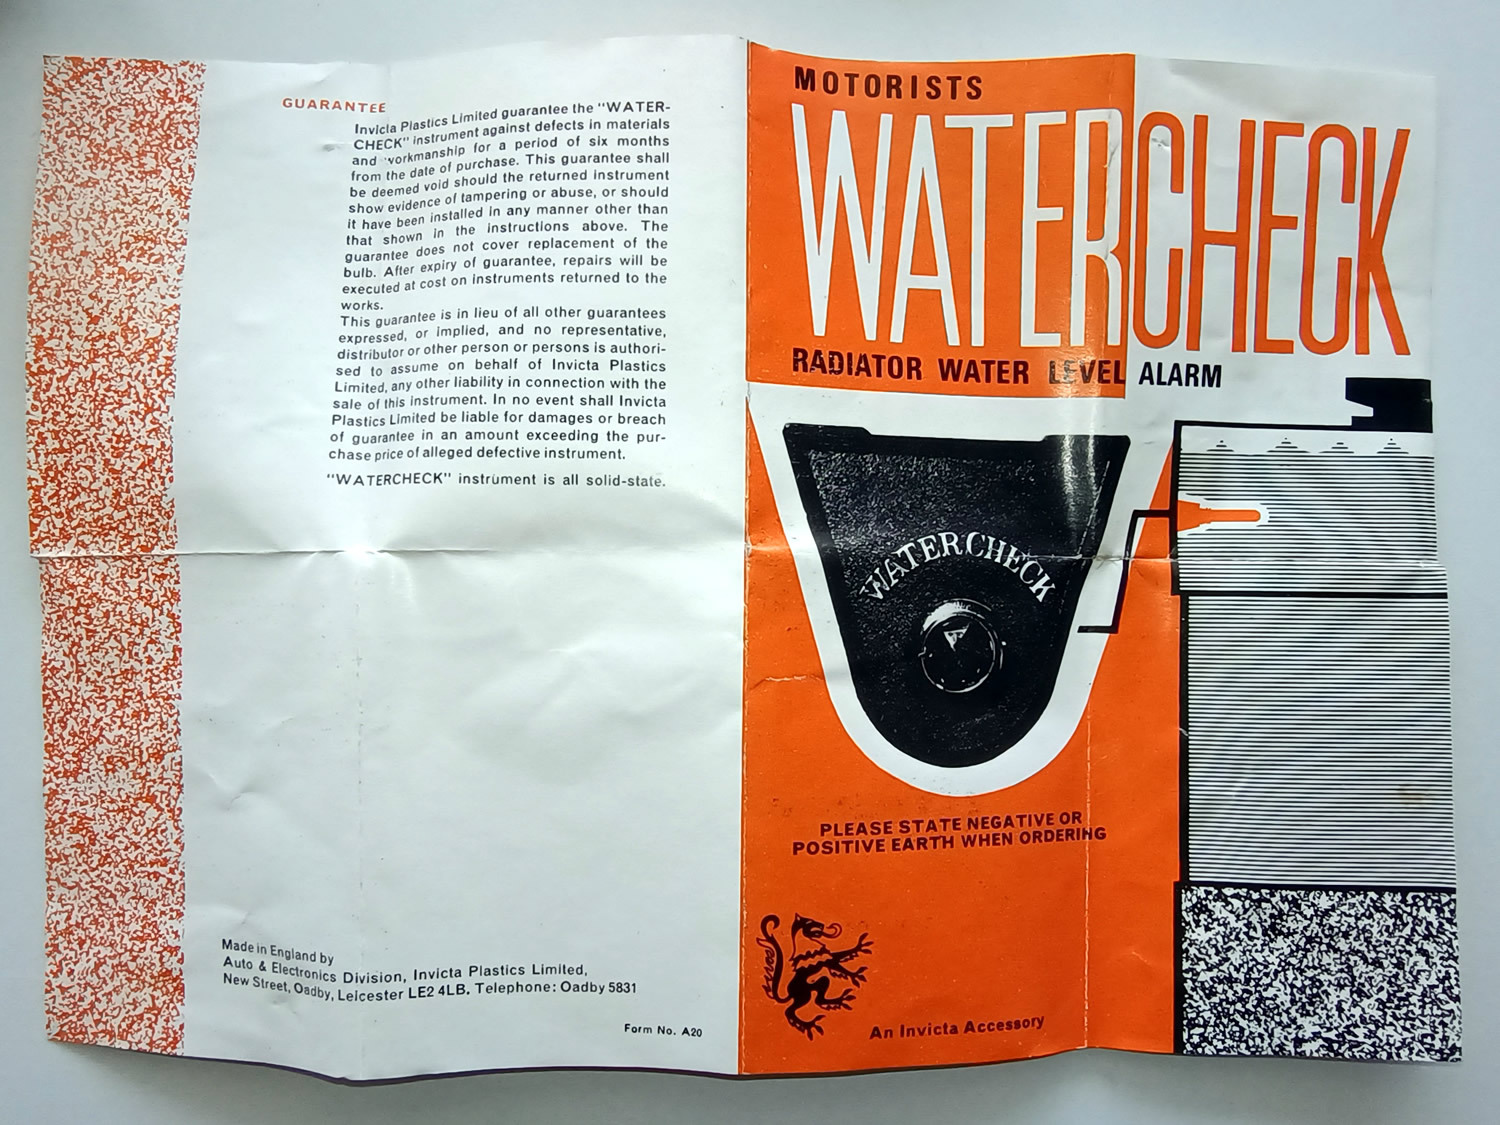 GUARANTEE
Invicta Plastics Limited guarantee the "WATER-
CHECK" instrument against defects in materials
and workmanship for a period of six months
from the date of purchase. This guarantee shall
be deemed void should the returned instrument
show evidence of tampering or abuse, or should
it have been installed in any manner other than
that shown in the instructions above. The
guarantee does not cover replacement of the
bulb. After expiry of guarantee, repairs will be
executed at cost on instruments returned to the
works.
This guarantee is in lieu of all other guarantees
expressed, or implied, and no representative,
distributor or other person or persons is authori-
sed to assume on behalf of Invicta Plastics
Limited, any other liability in connection with the
sale of this instrument. In no event shall Invicta
Plastics Limited be liable for damages or breach
of guarantee in an amount exceeding the pur-
chase price of alleged defective instrument.
"WATERCHECK" instrument is all solid-state.
Made in England by
Auto & Electronics Division, Invicta Plastics Limited,
New Street, Oadby, Leicester LE2 4LB. Telephone: Oadby 5831
Form No. A20
MOTORISTS
WATERCHECK
RADIATOR WATER LEVEL ALARM
WATERCHECK
PLEASE STATE NEGATIVE OR
POSITIVE EARTH WHEN ORDERING
An Invicta Accessory